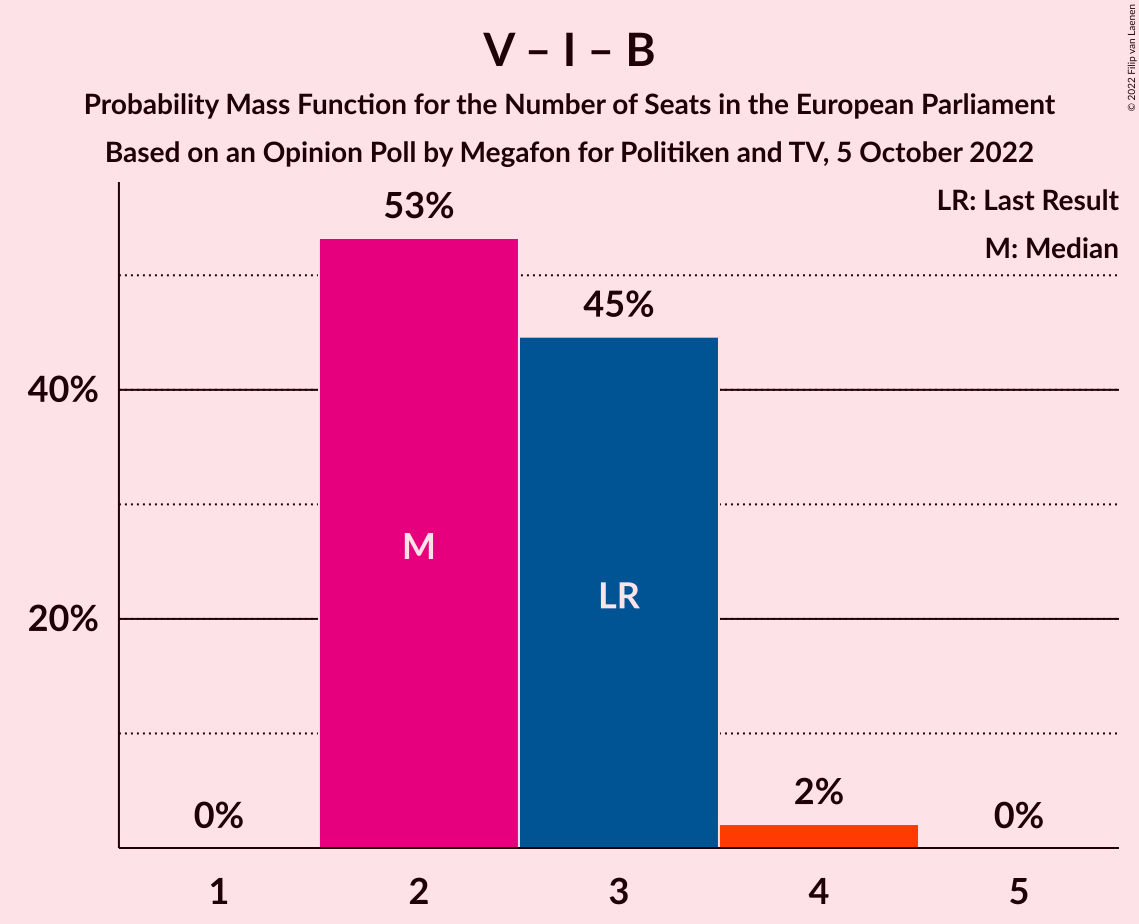 V – I – B
Probability Mass Function for the Number of Seats in the European Parliament
Based on an Opinion Poll by Megafon for Politiken and TV, 5 October 2022
© 2022 Filip van Laenen
LR: Last Result
M: Median
53%
45%
40%
M
LR
20%
0%
2%
0%
1 2 3 4 5